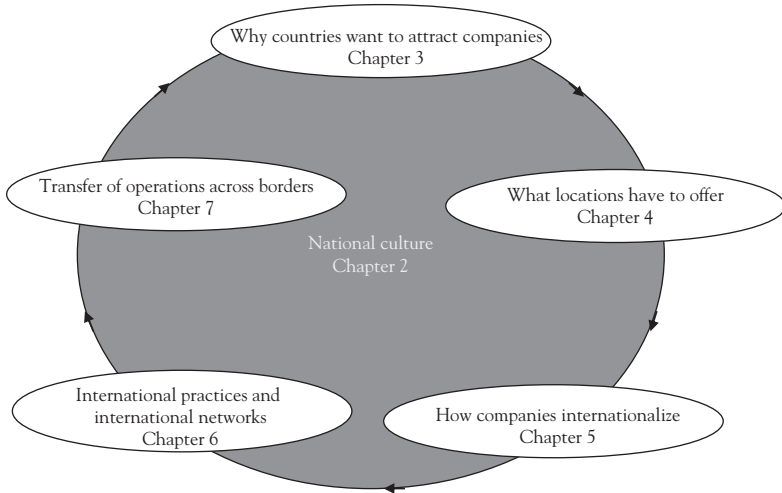 Why countries want to attract companies
Chapter 3
What locations have to offer
Chapter 4
How companies internationalize
Chapter 5
International practices and
international networks
Chapter 6
Transfer of operations across borders
Chapter 7
National culture
Chapter 2